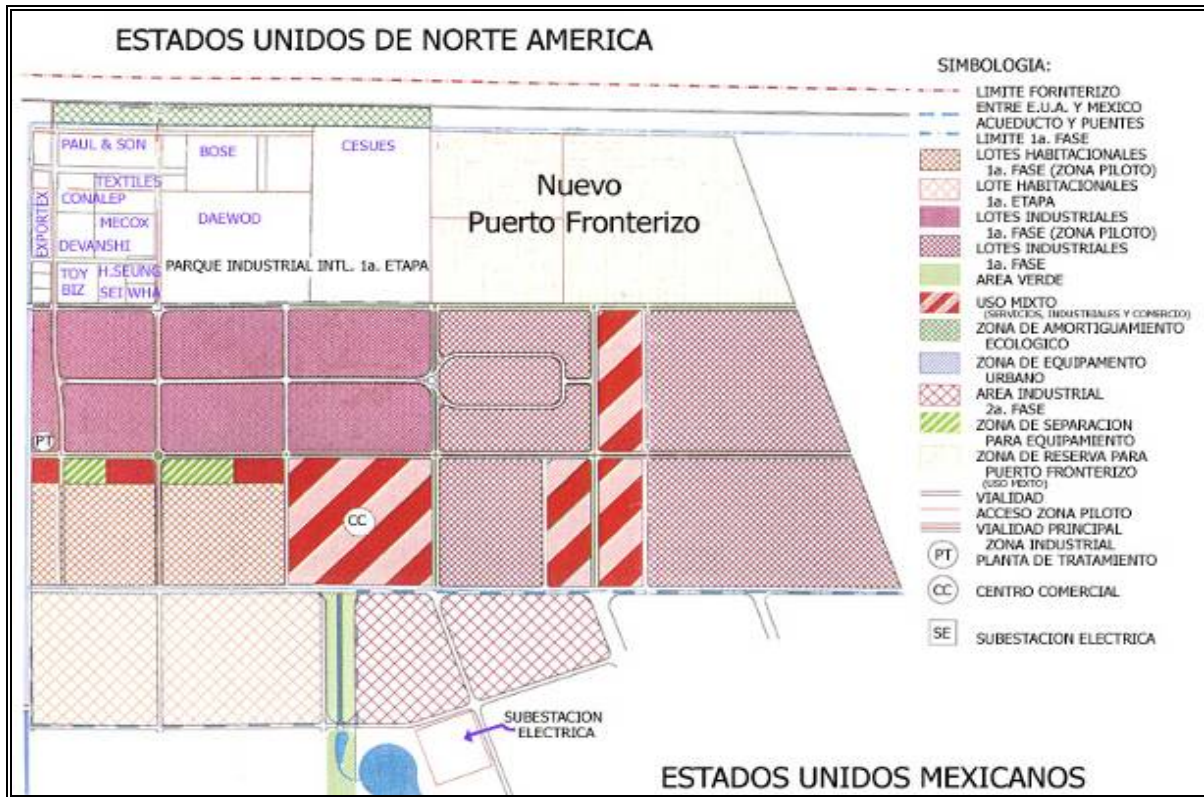 ESTADOS UNIDOS DE NORTE AMERICA
PAUL & SON
BOSE
CESUES
TEXTILES
CONALEP
EXPORTEX
MECOX
DAEWOD
DEVANSHI
TOY
BIZ
H.SEUNG
SEI WHA
PARQUE INDUSTRIAL INTL. 1a. ETAPA
Nuevo
Puerto Fronterizo
PT
CC
SUBESTACION
ELECTRICA
ESTADOS UNIDOS MEXICANOS
SIMBOLOGIA:
LIMITE FORNTERIZO
ENTRE E.U.A. Y MEXICO
ACUEDUCTO Y PUENTES
LIMITE 1a. FASE
LOTES HABITACIONALES
1a. FASE (ZONA PILOTO)
LOTE HABITACIONALES
1a. ETAPA
LOTES INDUSTRIALES
1a. FASE (ZONA PILOTO)
LOTES INDUSTRIALES
1a. FASE
AREA VERDE
USO MIXTO
(SERVICIOS, INDUSTRIALES Y COMERCIO)
ZONA DE AMORTIGUAMIENTO
ECOLOGICO
ZONA DE EQUIPAMENTO
URBANO
AREA INDUSTRIAL
2a. FASE
ZONA DE SEPARACION
PARA EQUIPAMIENTO
ZONA DE RESERVA PARA
PUERTO FRONTERIZO
(USO MIXTO)
VIALIDAD
ACCESO ZONA PILOTO
VIALIDAD PRINCIPAL
ZONA INDUSTRIAL
PT PLANTA DE TRATAMIENTO
CC CENTRO COMERCIAL
SE SUBESTACION ELECTRICA